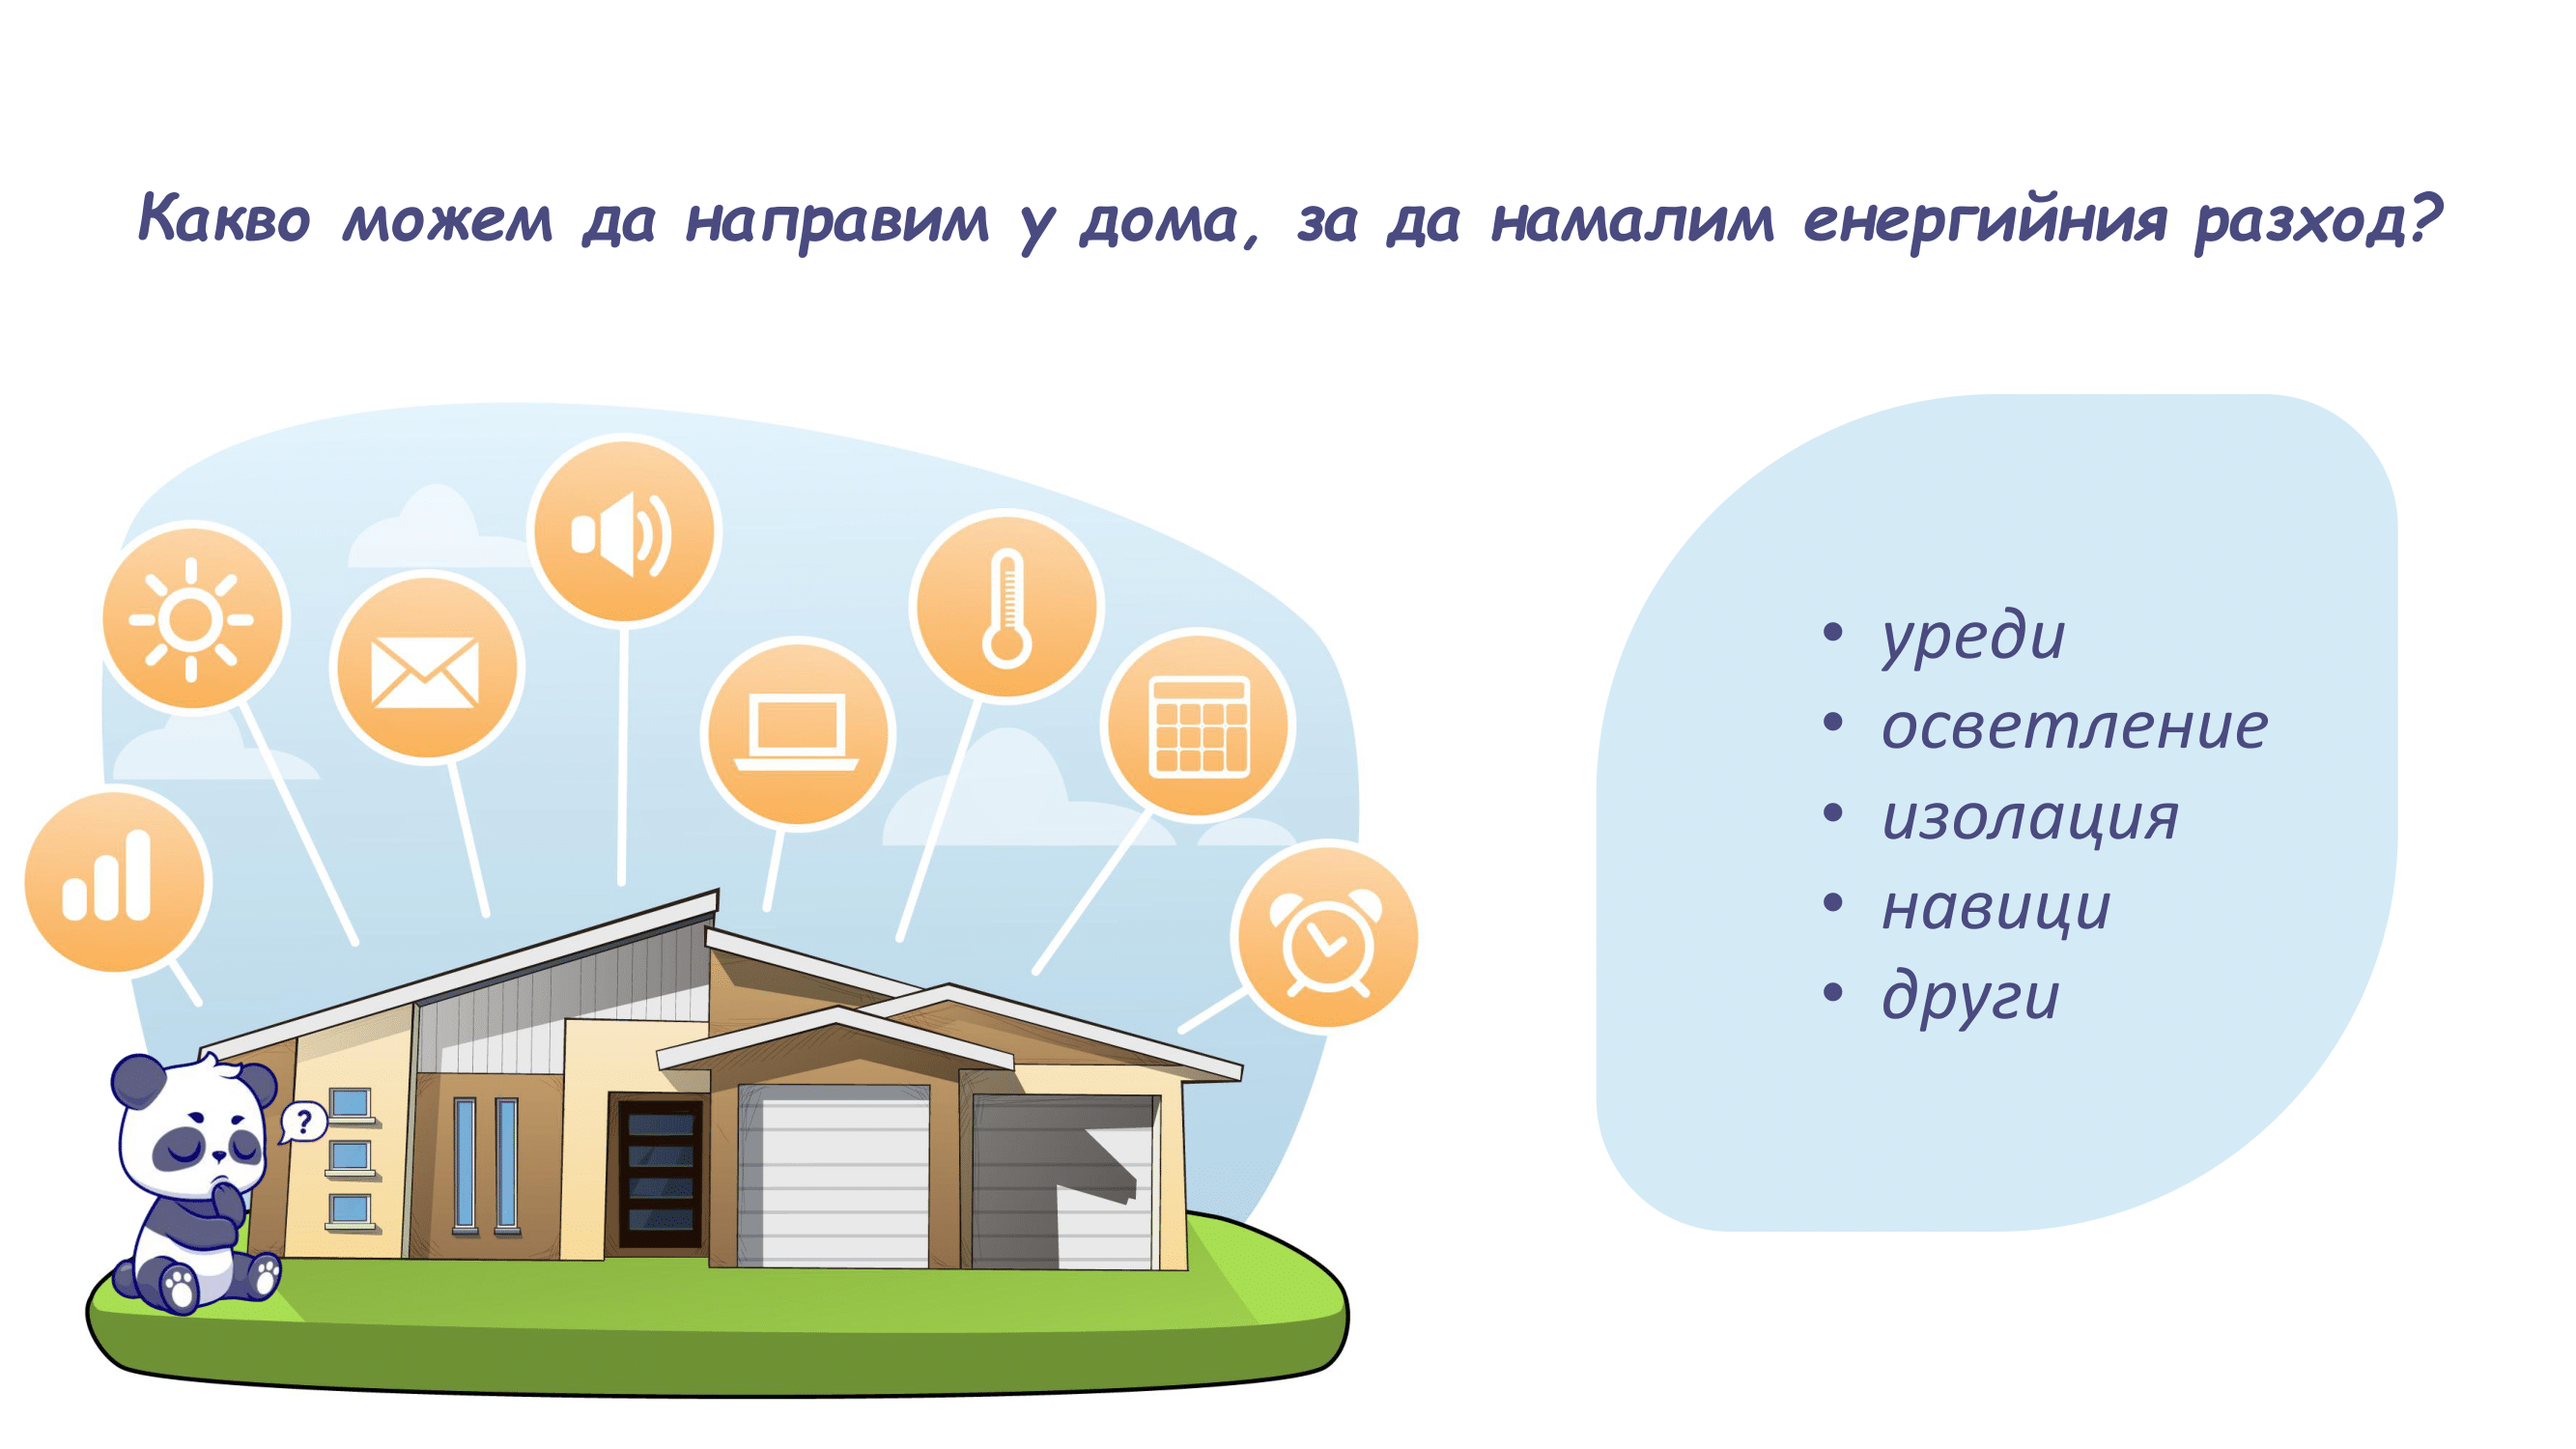 Какво можем да направим у дома, за да намалим енергийния разход?
?
• уреди
• осветление
• изолация
• навици
• други